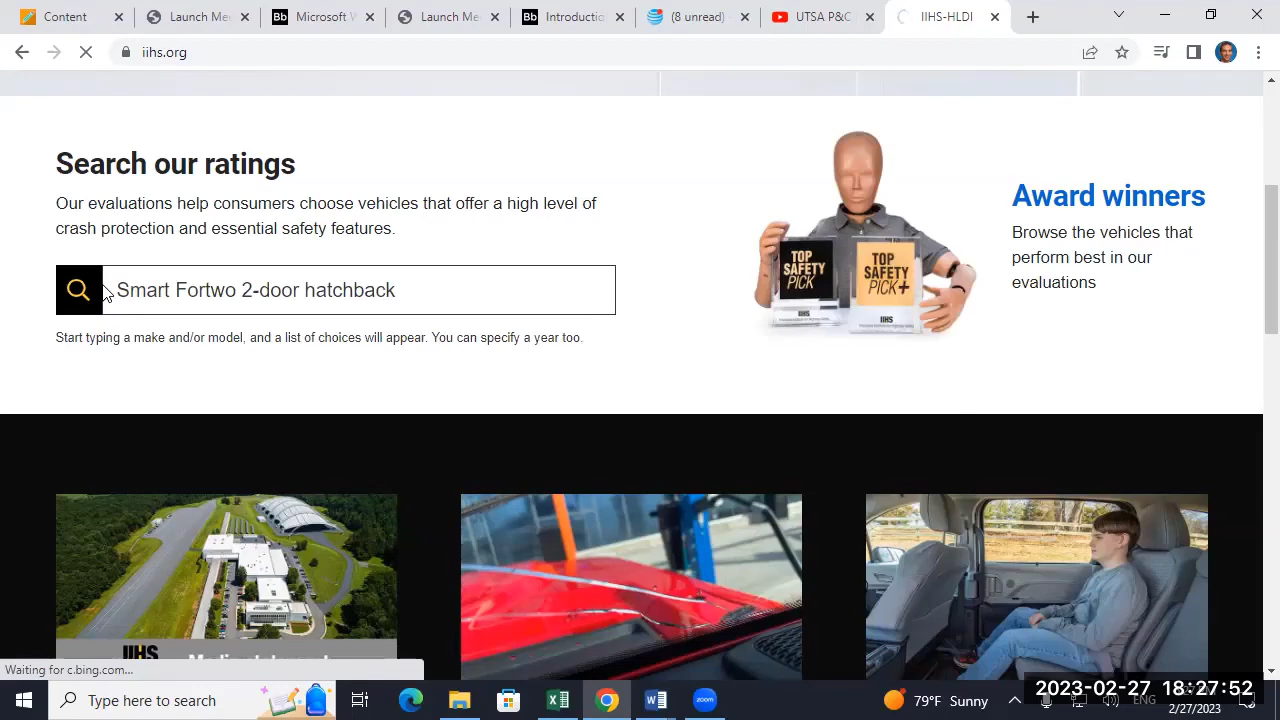 Content
Launch Me
Microsoft W
Launch Me
Introductio
(8 unread)
UTSA P&C
IIHS-HLDI
iihs.org
Search our ratings
Our evaluations help consumers choose vehicles that offer a high level of
crash protection and essential safety features.
Smart Fortwo 2-door hatchback
Start typing a make and/or model, and a list of choices will appear. You can specify a year too.
TOP
SAFETY
PICK
IIHS
TOP
SAFETY
PICK+
IIHS
Award winners
Browse the vehicles that
perform best in our
evaluations
IIHS
Waiting for c.bing.com...
Type here to search
79°F Sunny
ENG
2023-02-27 18:27:52
2/27/2023